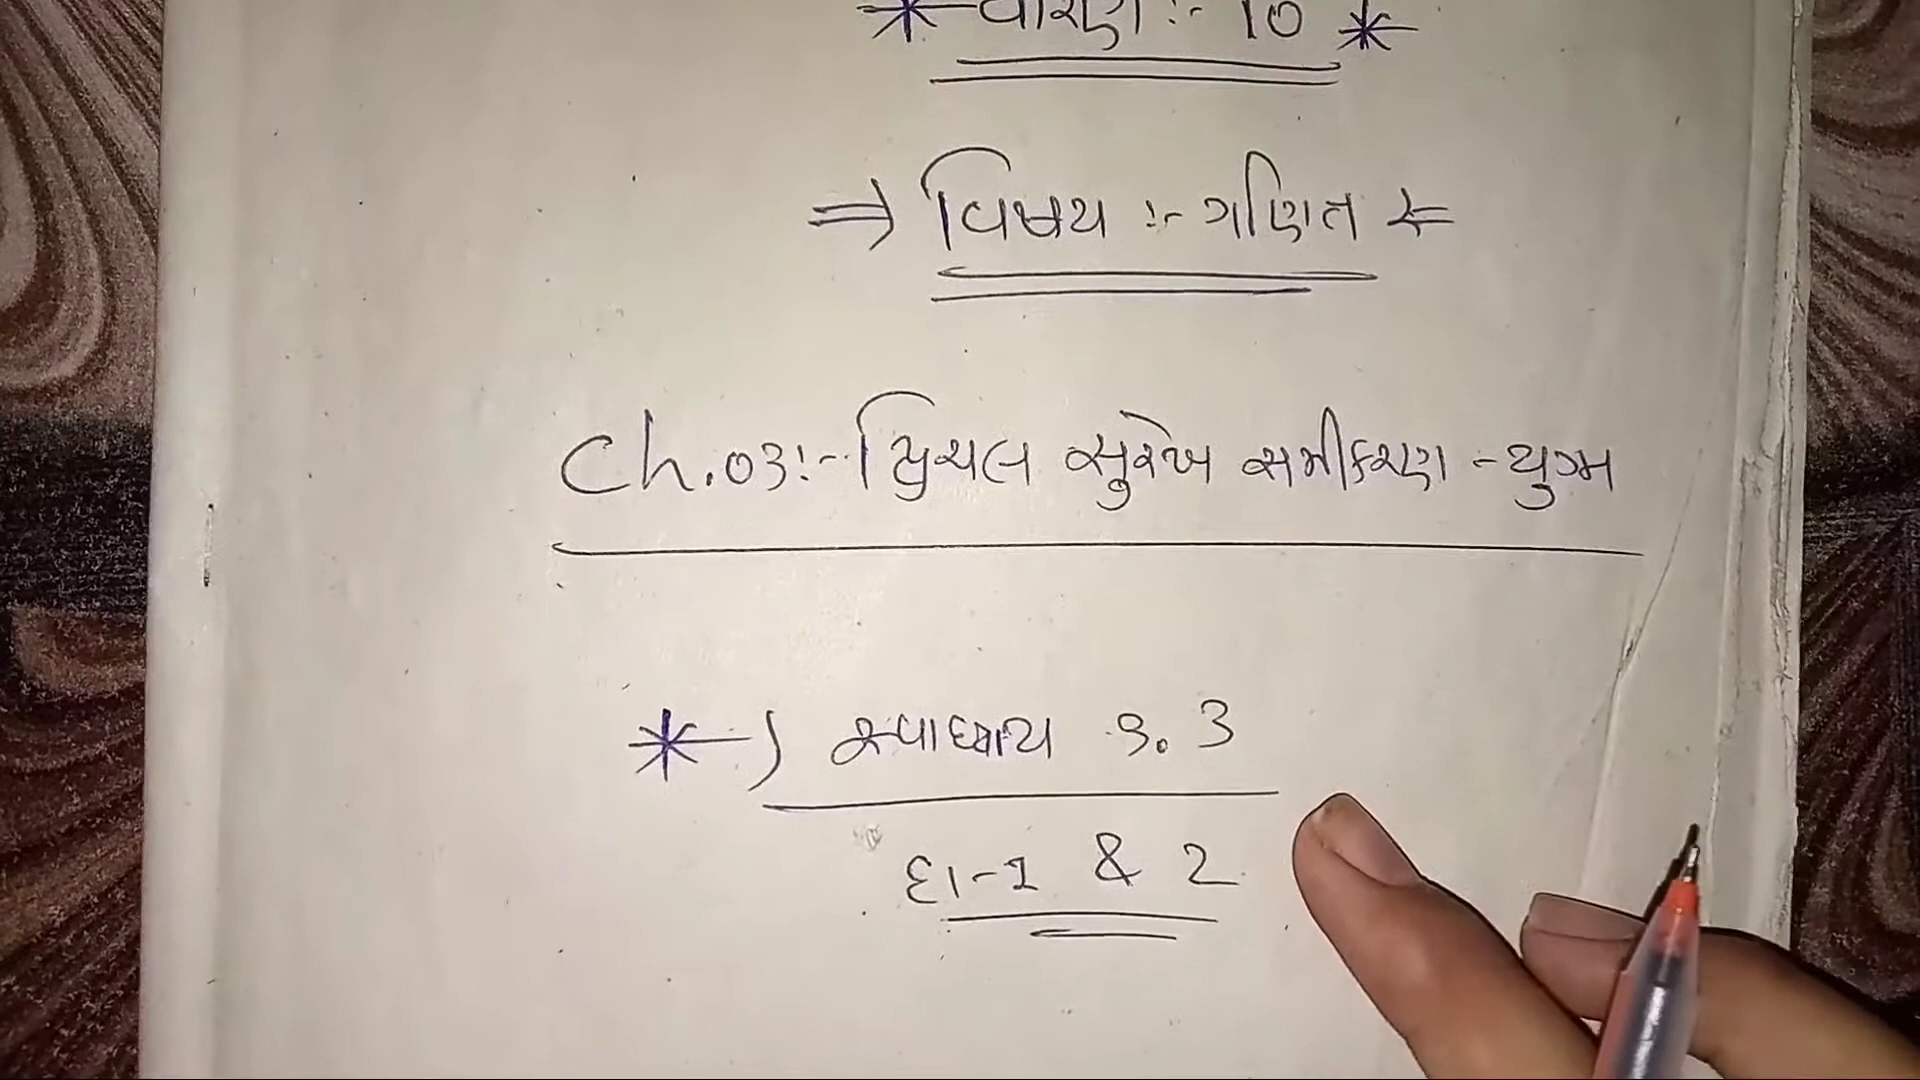 ધોરણ :- 10
વિષય :- ગણિત
Ch.03:- દ્વિચલ સુરેખ સમીકરણ - યુગ્મ
સ્વાધ્યાય 3.3
દા-1 & 2